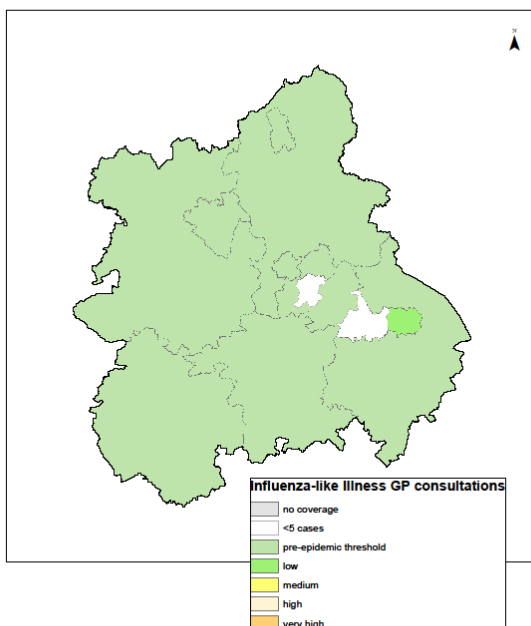 Influenza-like Illness GP consultations
no coverage
<5 cases
pre-epidemic threshold
low
medium
high
very high